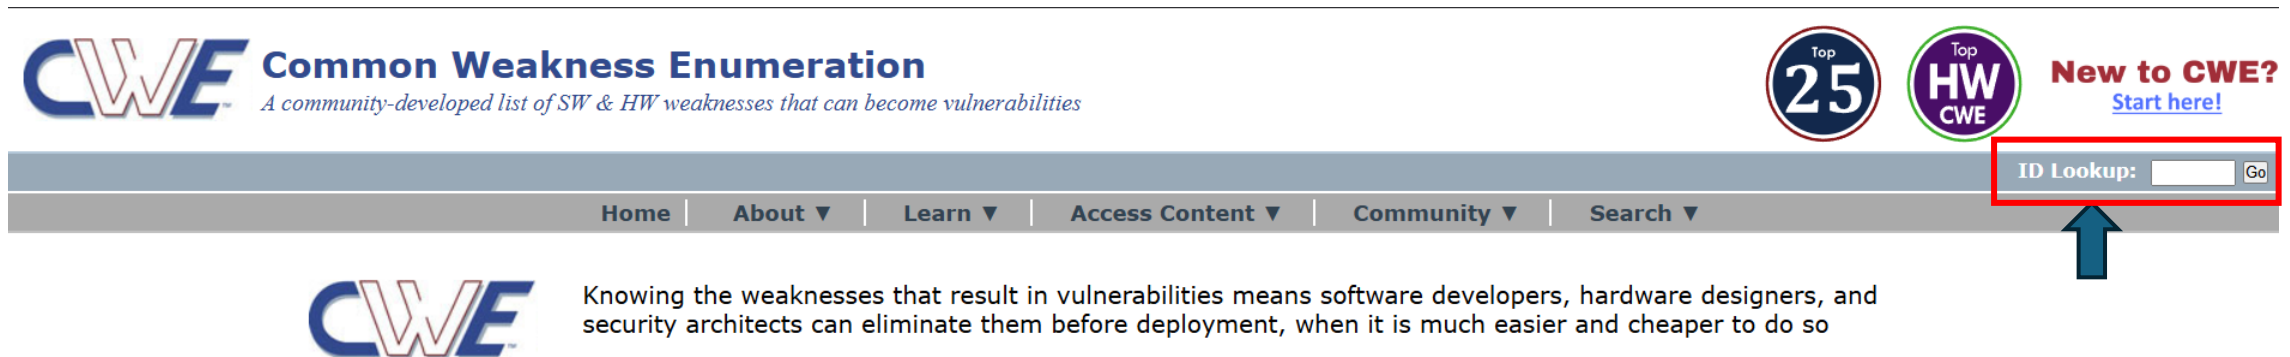 CWE
Common Weakness Enumeration
A community-developed list of SW & HW weaknesses that can become vulnerabilities
Top
25
Top
HW
CWE
New to CWE?
Start here!
ID Lookup: Go
Home About ▼ Learn ▼ Access Content ▼ Community ▼ Search ▼
CWE
Knowing the weaknesses that result in vulnerabilities means software developers, hardware designers, and
security architects can eliminate them before deployment, when it is much easier and cheaper to do so